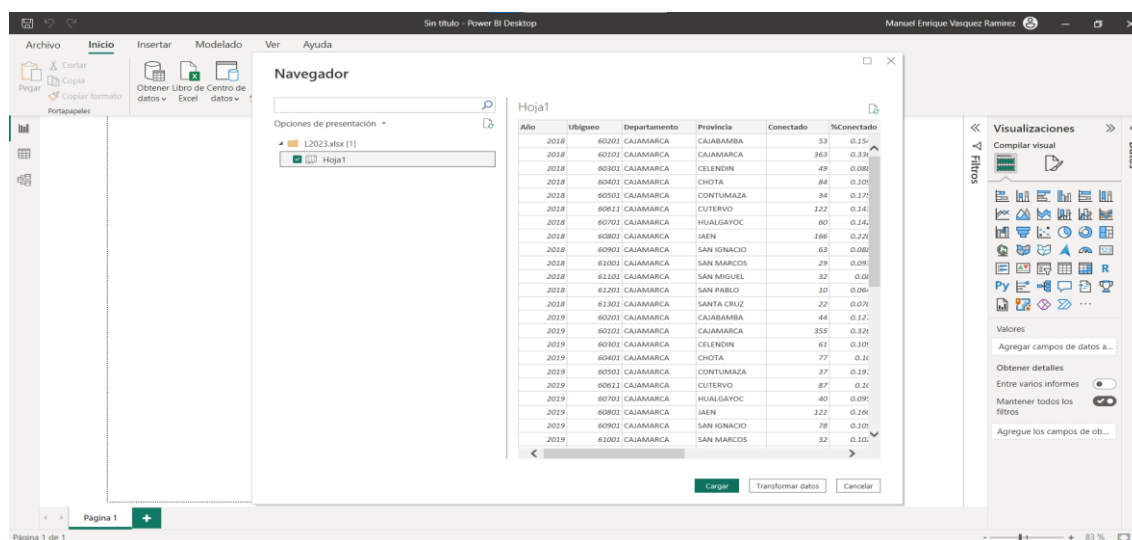 Sin título - Power BI Desktop
Manuel Enrique Vasquez Ramirez
Archivo Inicio Insertar Modelado Ver Ayuda
Pegar
Cortar
Copia
Copiar formato
Portapapeles
Obtener datos
Libro de Excel
Centro de datos
Navegador
Opciones de presentación
L2023.xlsx [1]
Hoja1
Hoja1
Año Ubigueo Departamento Provincia Conectado %Conectado
2018 60201 CAJAMARCA CAJABAMBA 53
2018 60101 CAJAMARCA CAJAMARCA 363
2018 60301 CAJAMARCA CELENDIN 49
2018 60401 CAJAMARCA CHOTA 84
2018 60501 CAJAMARCA CONTUMAZA 34
2018 60611 CAJAMARCA CUTERVO 122
2018 60701 CAJAMARCA HUALGAYOC 60
2018 60801 CAJAMARCA JAEN 166
2018 60901 CAJAMARCA SAN IGNACIO 63
2018 61001 CAJAMARCA SAN MARCOS 29
2018 61101 CAJAMARCA SAN MIGUEL 32
2018 61201 CAJAMARCA SAN PABLO 10
2018 61301 CAJAMARCA SANTA CRUZ 22
2019 60201 CAJAMARCA CAJABAMBA 44
2019 60101 CAJAMARCA CAJAMARCA 355
2019 60301 CAJAMARCA CELENDIN 61
2019 60401 CAJAMARCA CHOTA 77
2019 60501 CAJAMARCA CONTUMAZA 37
2019 60611 CAJAMARCA CUTERVO 87
2019 60701 CAJAMARCA HUALGAYOC 40
2019 60801 CAJAMARCA JAEN 122
2019 60901 CAJAMARCA SAN IGNACIO 78
2019 61001 CAJAMARCA SAN MARCOS 32
Cargar Transformar datos Cancelar
Filtros
Visualizaciones
Compilar visual
R
Py
Valores
Agregar campos de datos a...
Obtener detalles
Entre varios informes
Mantener todos los
filtros
Agregue los campos de ob...
Página 1
Página 1 de 1
83 %